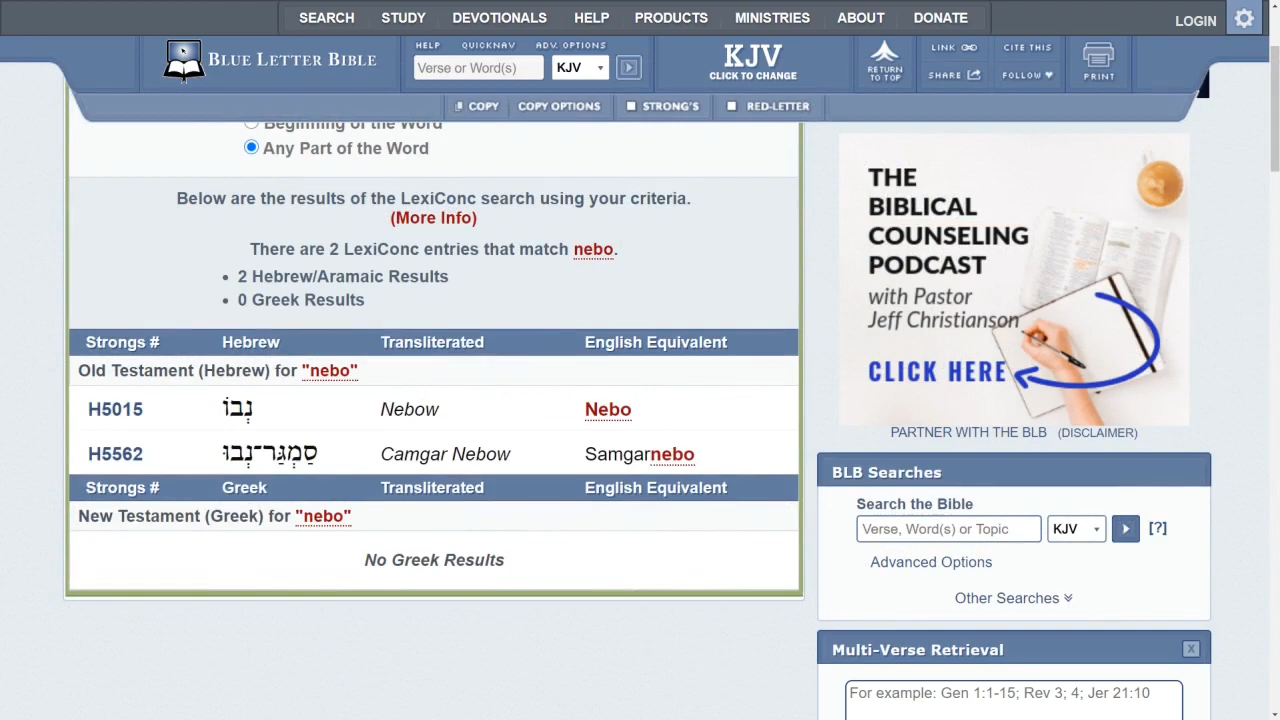 SEARCH STUDY DEVOTIONALS HELP PRODUCTS MINISTRIES ABOUT DONATE LOGIN
BLUE LETTER BIBLE
HELP QUICKNAV ADV. OPTIONS
Verse or Word(s) KJV
KJV
CLICK TO CHANGE
RETURN
TO TOP
LINK CITE THIS
SHARE FOLLOW
PRINT
COPY COPY OPTIONS STRONG'S RED-LETTER
Beginning of the Word
Any Part of the Word
Below are the results of the LexiConc search using your criteria.
(More Info)
There are 2 LexiConc entries that match nebo.
• 2 Hebrew/Aramaic Results
• 0 Greek Results
Strongs # Hebrew Transliterated English Equivalent
Old Testament (Hebrew) for "nebo"
H5015 נְבוֹ Nebow Nebo
H5562 סַמְגַּר־נְבוּ Camgar Nebow Samgarnebo
Strongs # Greek Transliterated English Equivalent
New Testament (Greek) for "nebo"
No Greek Results
THE
BIBLICAL
COUNSELING
PODCAST
with Pastor
Jeff Christianson
CLICK HERE
PARTNER WITH THE BLB (DISCLAIMER)
BLB Searches
Search the Bible
Verse, Word(s) or Topic KJV [?]
Advanced Options
Other Searches
Multi-Verse Retrieval X
For example: Gen 1:1-15; Rev 3; 4; Jer 21:10